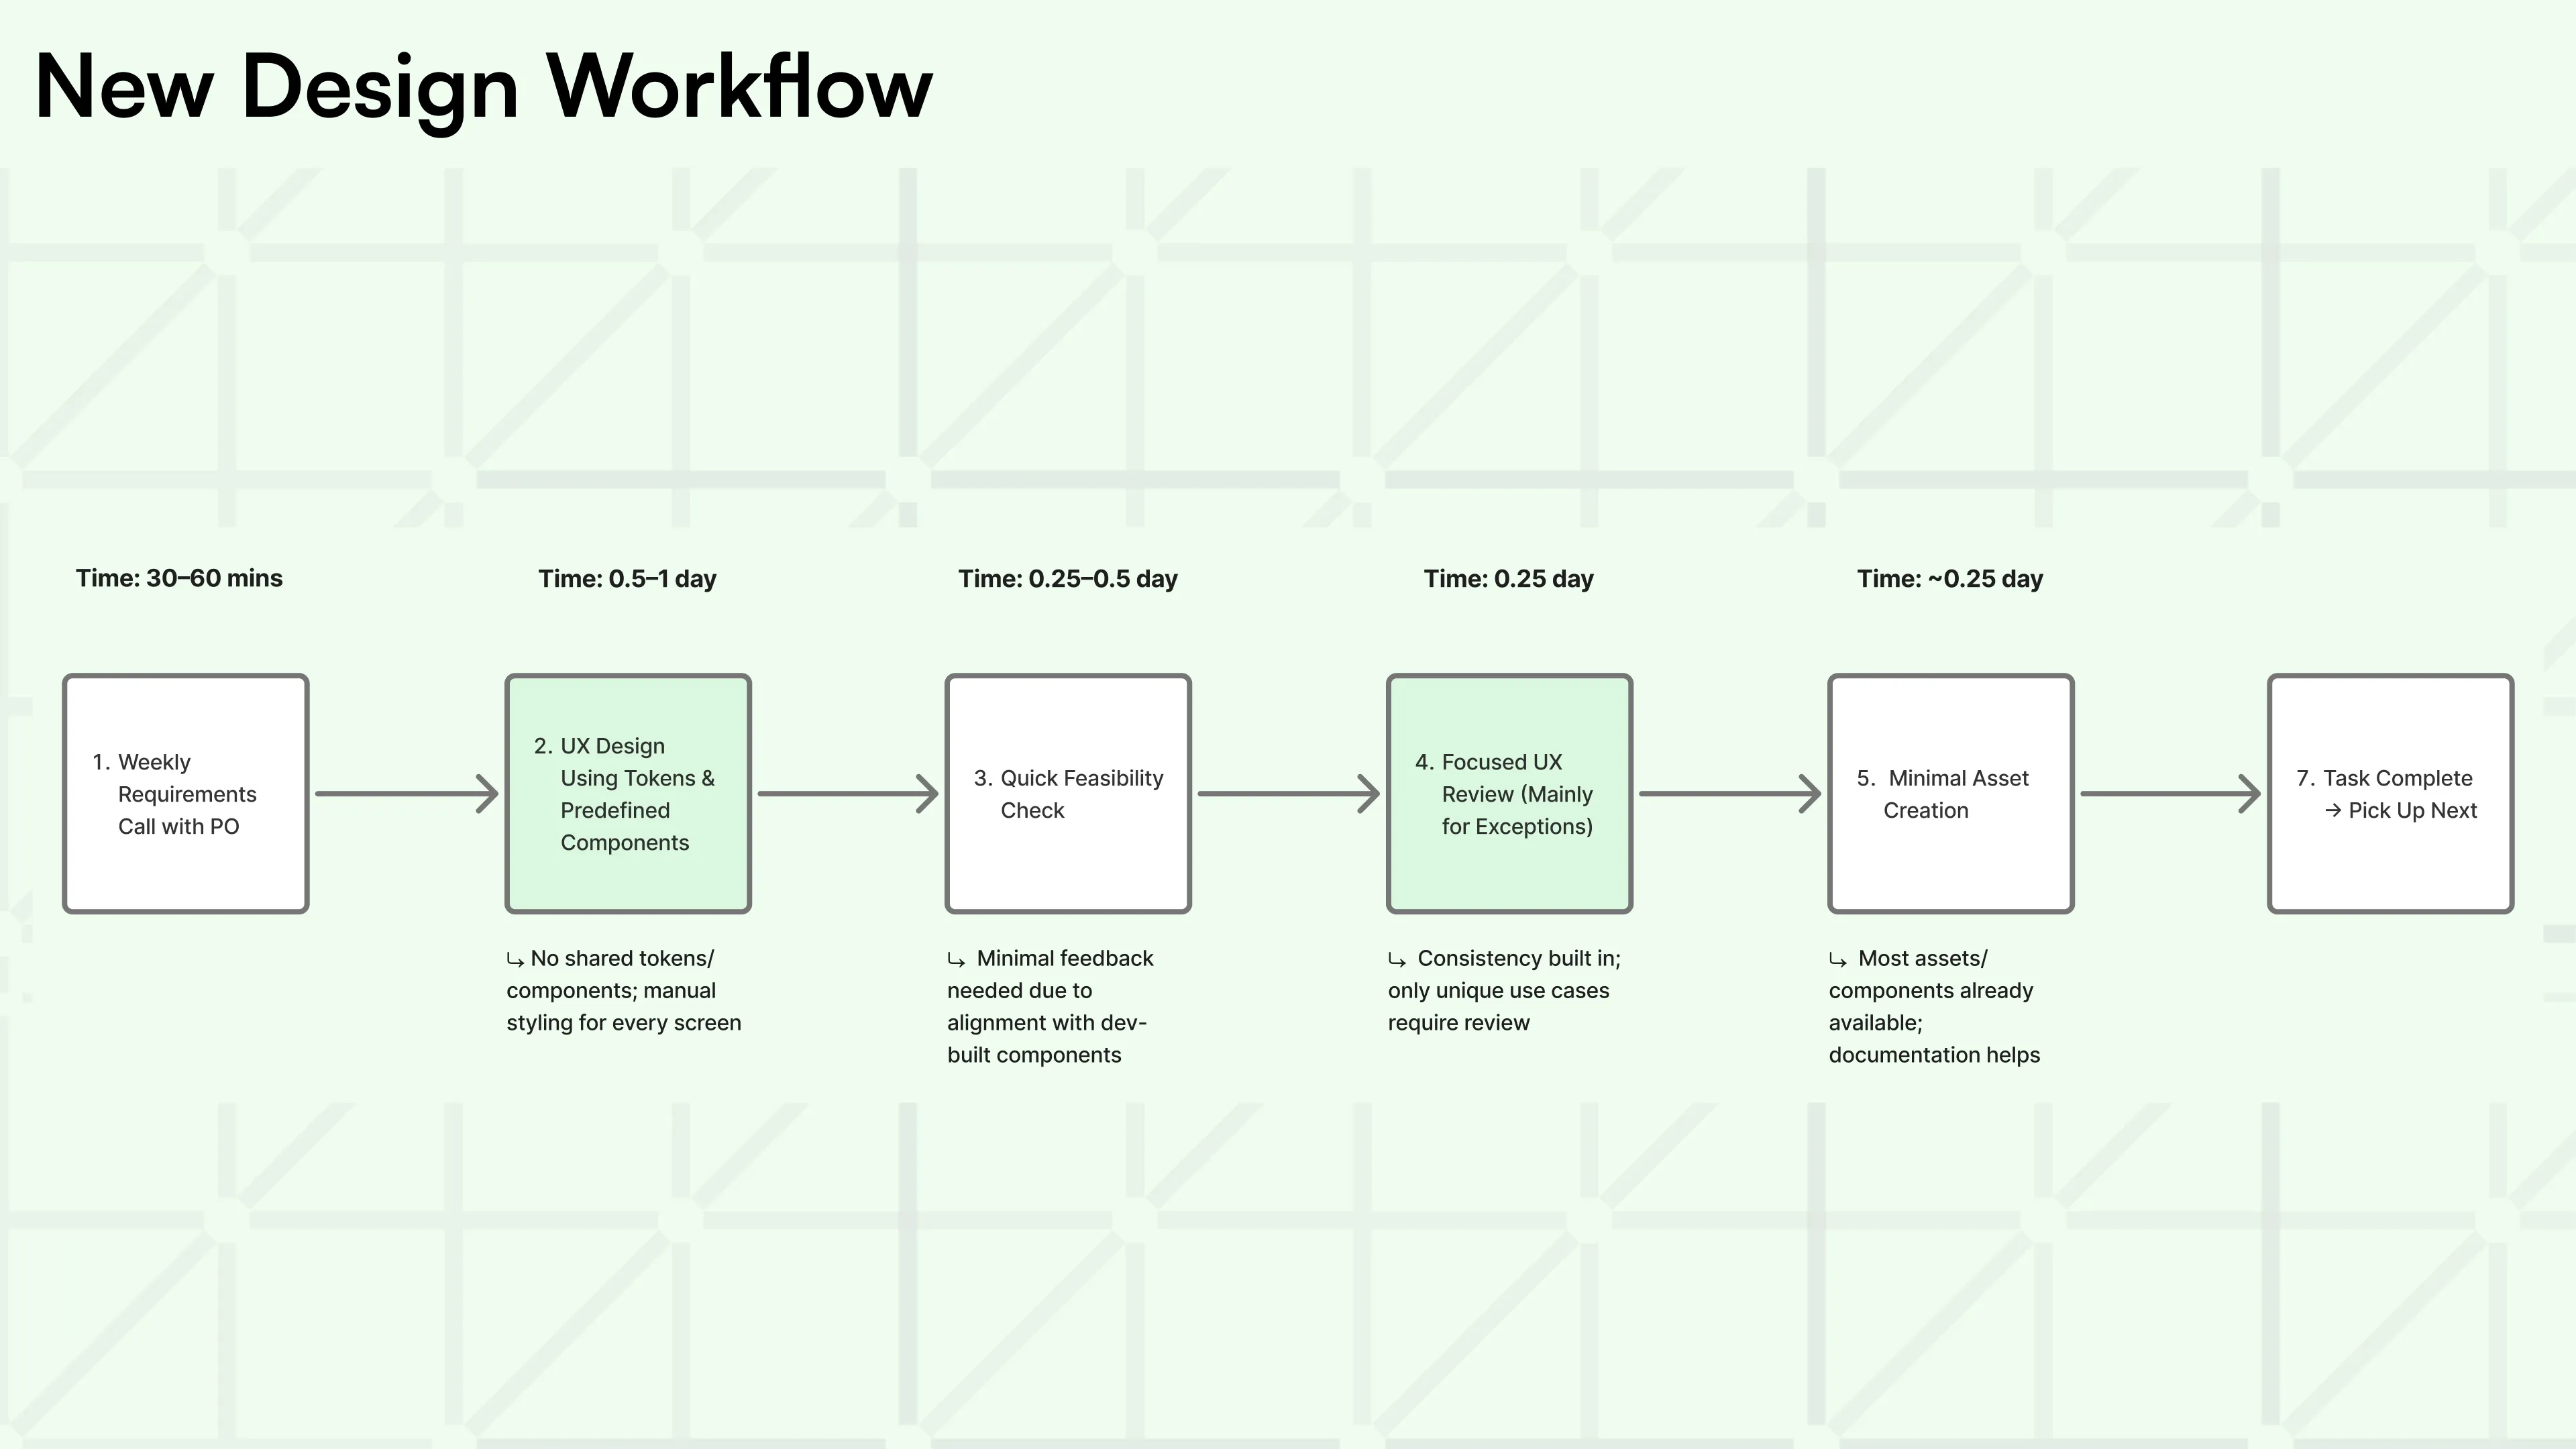 New Design Workflow
Time: 30–60 mins
Time: 0.5–1 day
Time: 0.25–0.5 day
Time: 0.25 day
Time: ~0.25 day
1. Weekly
Requirements
Call with PO
2. UX Design
Using Tokens &
Predefined
Components
3. Quick Feasibility
Check
4. Focused UX
Review (Mainly
for Exceptions)
5. Minimal Asset
Creation
7. Task Complete
→ Pick Up Next
↳ No shared tokens/
components; manual
styling for every screen
↳ Minimal feedback
needed due to
alignment with dev-
built components
↳ Consistency built in;
only unique use cases
require review
↳ Most assets/
components already
available;
documentation helps